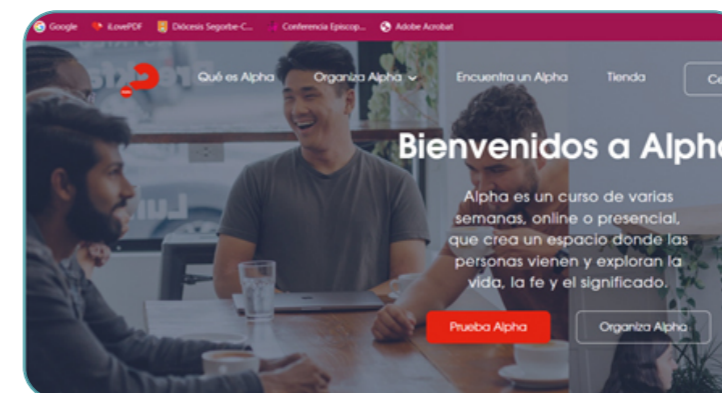 Google iLovePDF Diócesis Segorbe-C... Conferencia Episcop... Adobe Acrobat
Qué es Alpha Organiza Alpha Encuentra un Alpha Tienda Ce
Bienvenidos a Alpha
Alpha es un curso de varias
semanas, online o presencial,
que crea un espacio donde las
personas vienen y exploran la
vida, la fe y el significado.
Prueba Alpha Organiza Alpha